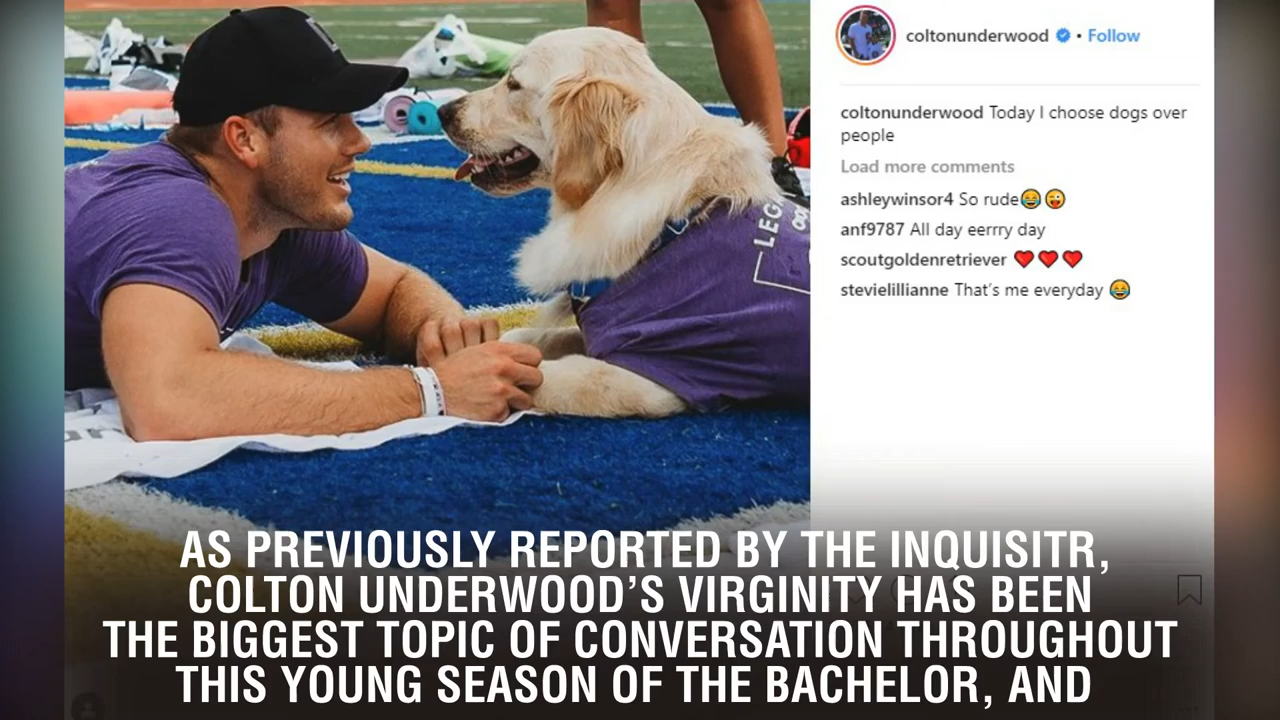 coltonunderwood • Follow
coltonunderwood Today I choose dogs over
people
Load more comments
ashleywinsor4 So rude😂😜
anf9787 All day eerrry day
scoutgoldenretriever ❤️❤️❤️
stevielillianne That's me everyday 😂
AS PREVIOUSLY REPORTED BY THE INQUISITR,
COLTON UNDERWOOD'S VIRGINITY HAS BEEN
THE BIGGEST TOPIC OF CONVERSATION THROUGHOUT
THIS YOUNG SEASON OF THE BACHELOR, AND